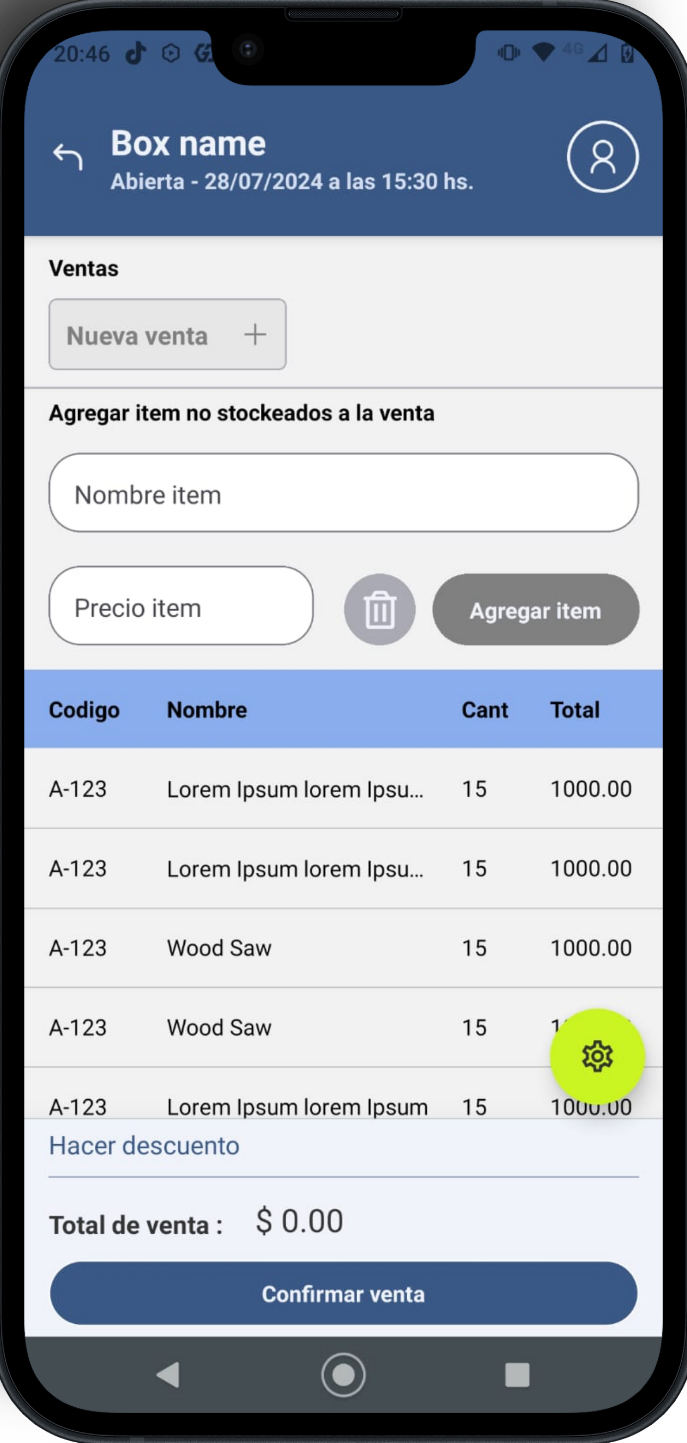 20:46
4G
Box name
Abierta - 28/07/2024 a las 15:30 hs.
Ventas
Nueva venta +
Agregar item no stockeados a la venta
Nombre item
Precio item Agregar item
Codigo Nombre Cant Total
A-123 Lorem Ipsum lorem Ipsu... 15 1000.00
A-123 Lorem Ipsum lorem Ipsu... 15 1000.00
A-123 Wood Saw 15 1000.00
A-123 Wood Saw 15
A-123 Lorem Ipsum lorem Ipsum 15 1000.00
Hacer descuento
Total de venta : $ 0.00
Confirmar venta